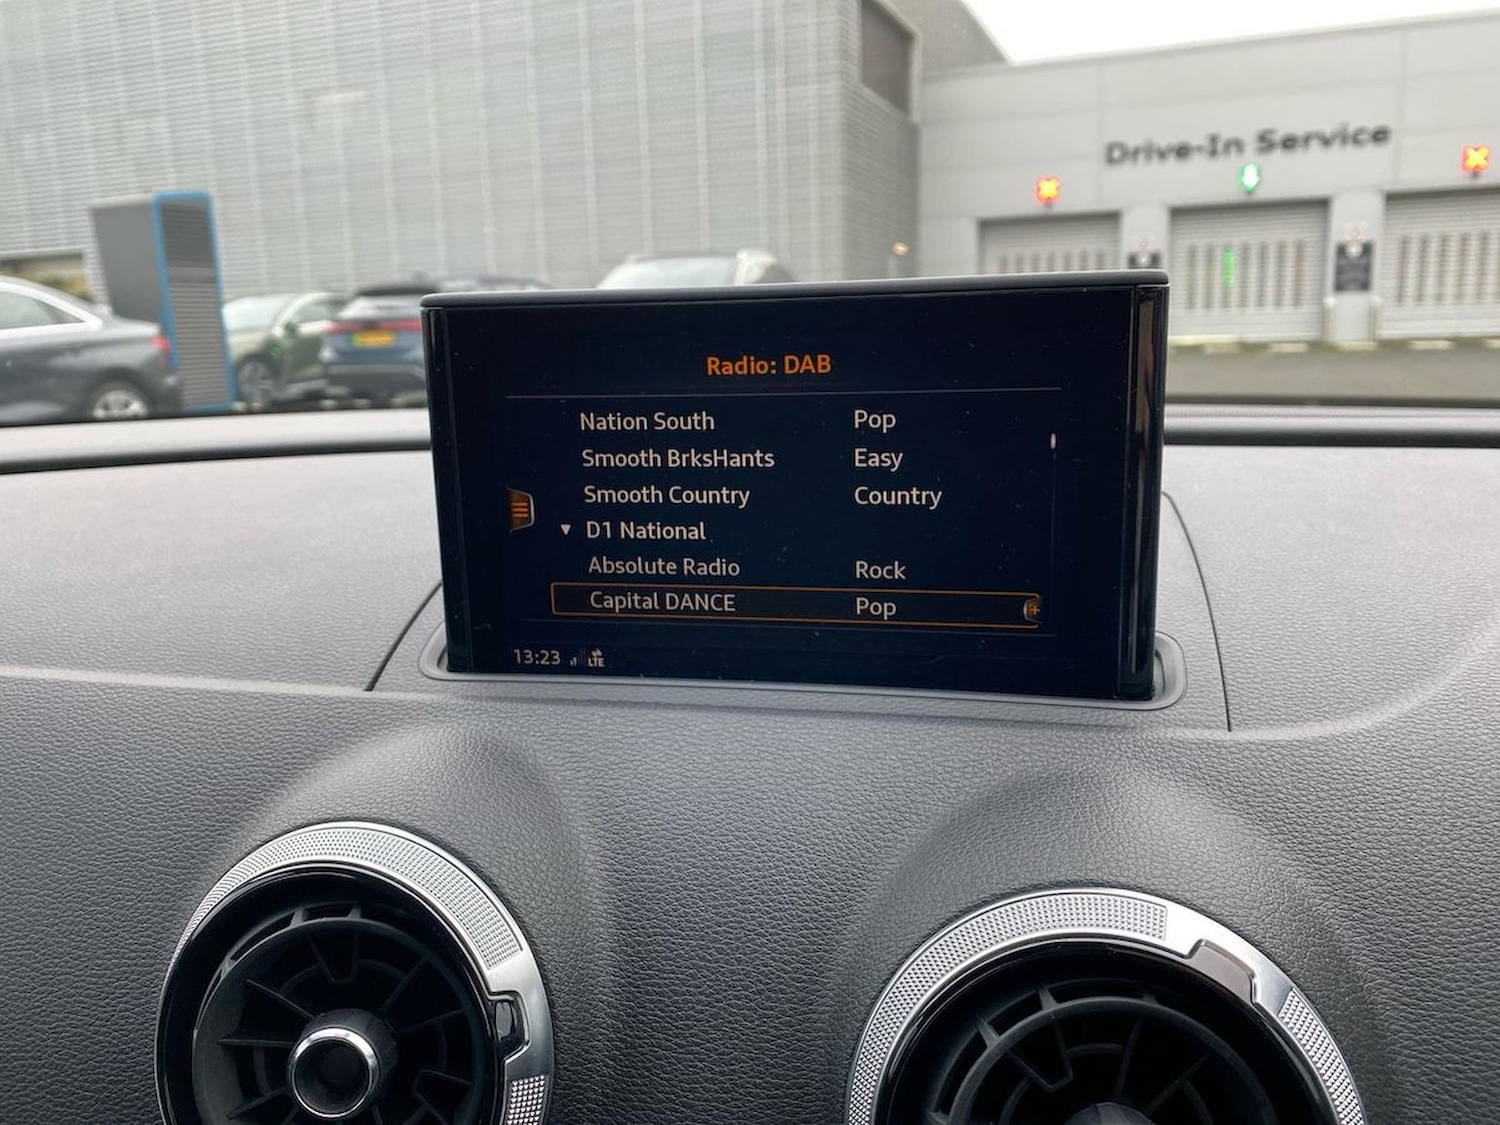 Drive-In Service
Radio: DAB
Nation South Pop
Smooth BrksHants Easy
Smooth Country Country
D1 National
Absolute Radio Rock
Capital DANCE Pop
13:23 LTE